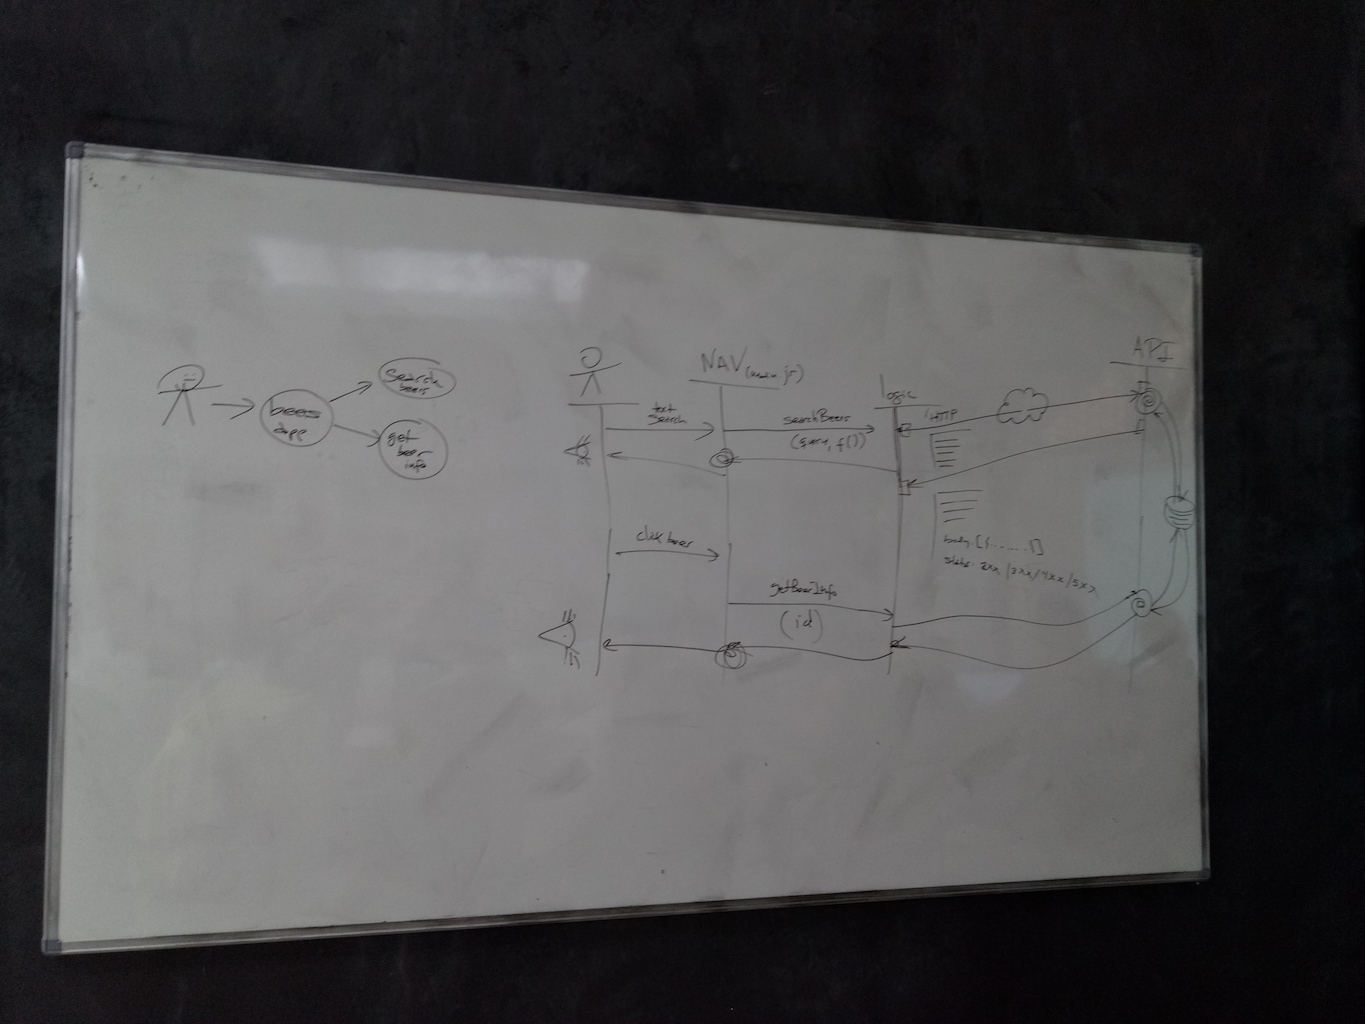 Search
beers
beers
app
get
beer
info
NAV (main.js)
logic
API
text
search
searchBeers
(query, f())
HTTP
click beer
body: [{......}]
status: 2xx / 3xx / 4xx / 5xx
getBeerInfo
(id)